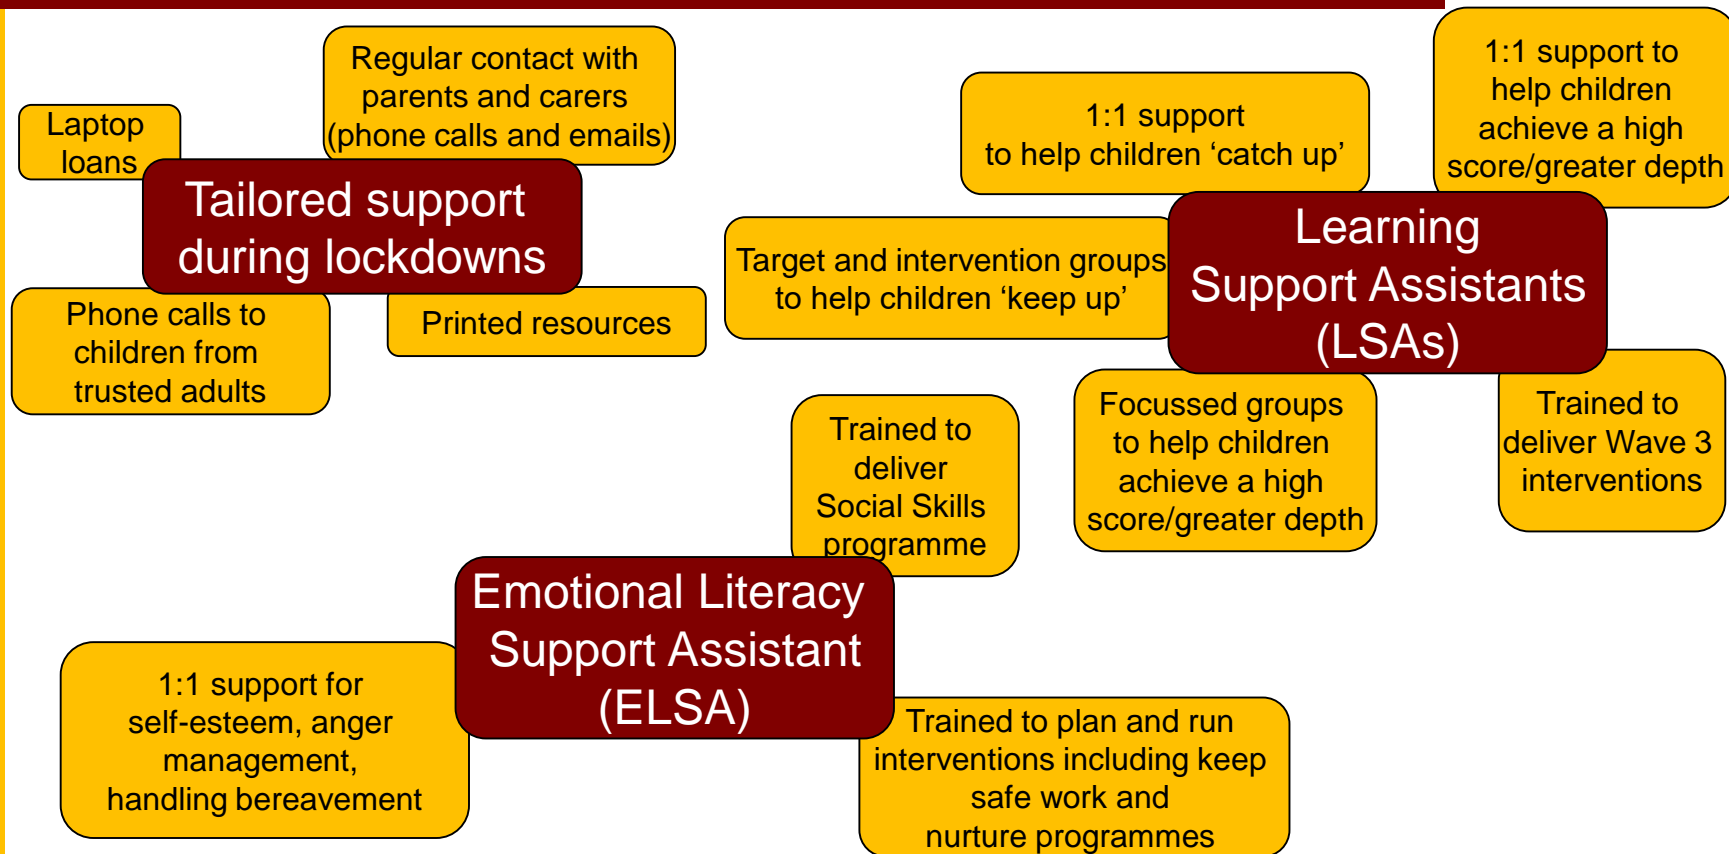 Laptop
loans
Regular contact with
parents and carers
(phone calls and emails)
Tailored support
during lockdowns
Phone calls to
children from
trusted adults
Printed resources
1:1 support
to help children ‘catch up’
1:1 support to
help children
achieve a high
score/greater depth
Target and intervention groups
to help children ‘keep up’
Learning
Support Assistants
(LSAs)
Focussed groups
to help children
achieve a high
score/greater depth
Trained to
deliver Wave 3
interventions
Trained to
deliver
Social Skills
programme
Emotional Literacy
Support Assistant
(ELSA)
1:1 support for
self-esteem, anger
management,
handling bereavement
Trained to plan and run
interventions including keep
safe work and
nurture programmes